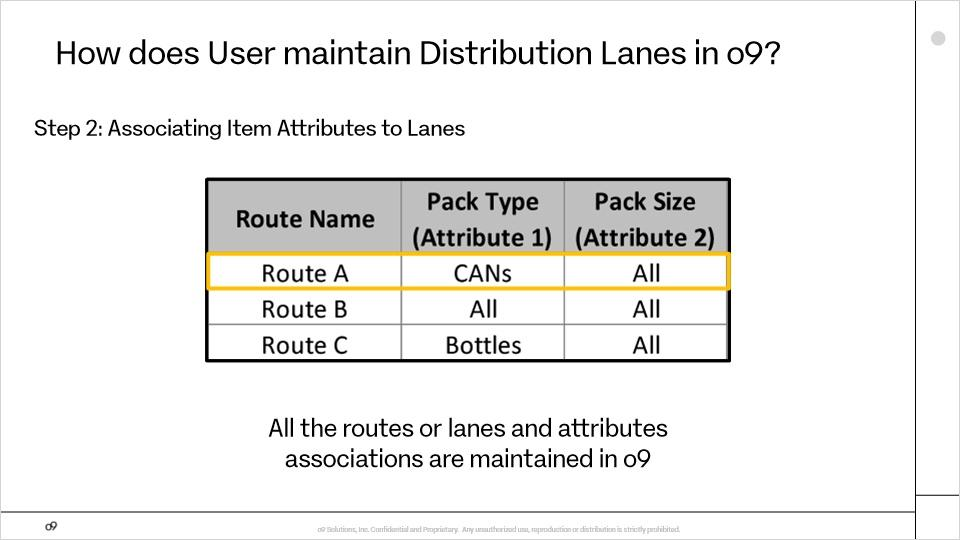 How does User maintain Distribution Lanes in o9?
Step 2: Associating Item Attributes to Lanes
Route Name Pack Type (Attribute 1) Pack Size (Attribute 2)
Route A CANs All
Route B All All
Route C Bottles All
All the routes or lanes and attributes
associations are maintained in o9
o9
o9 Solutions, Inc. Confidential and Proprietary. Any unauthorized use, reproduction or distribution is strictly prohibited.